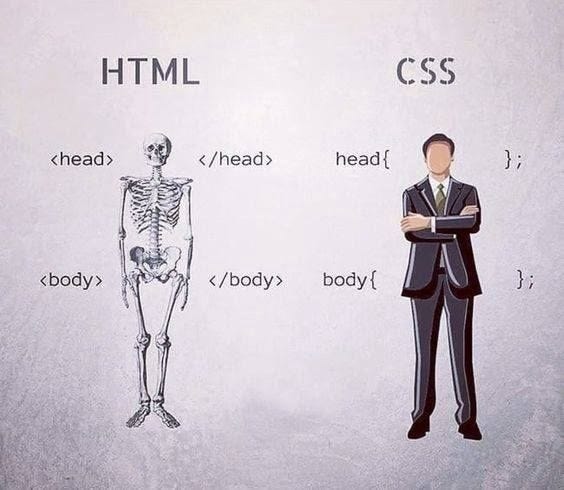 HTML
CSS
<head> </head>
head{ };
<body> </body>
body{ };